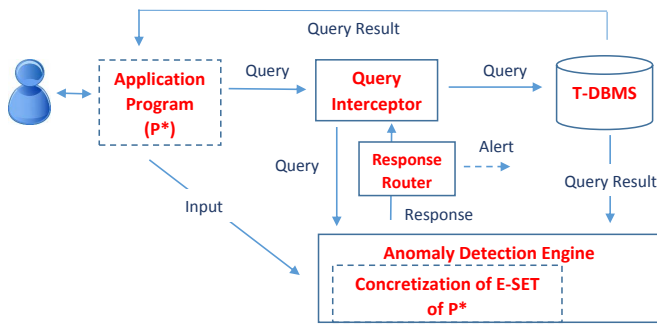 Query Result
Application
Program
(P*)
Query
Query
Interceptor
Query
T-DBMS
Query
Response
Router
Alert
Query Result
Input
Response
Anomaly Detection Engine
Concretization of E-SET
of P*